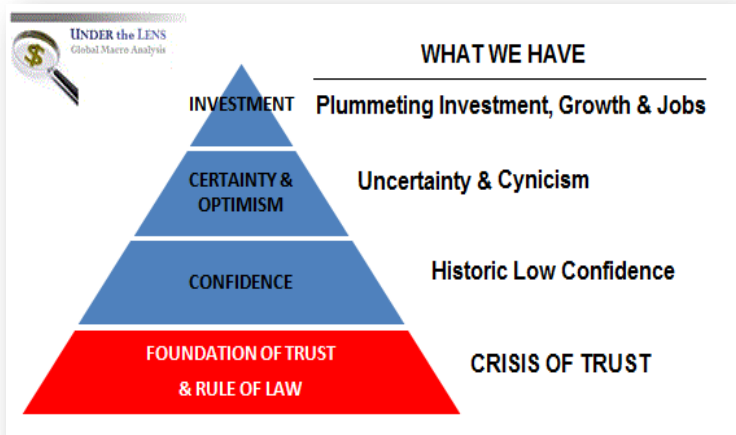 UNDER the LENS
Global Macro Analysis
WHAT WE HAVE
INVESTMENT
Plummeting Investment, Growth & Jobs
CERTAINTY &
OPTIMISM
Uncertainty & Cynicism
CONFIDENCE
Historic Low Confidence
FOUNDATION OF TRUST
& RULE OF LAW
CRISIS OF TRUST